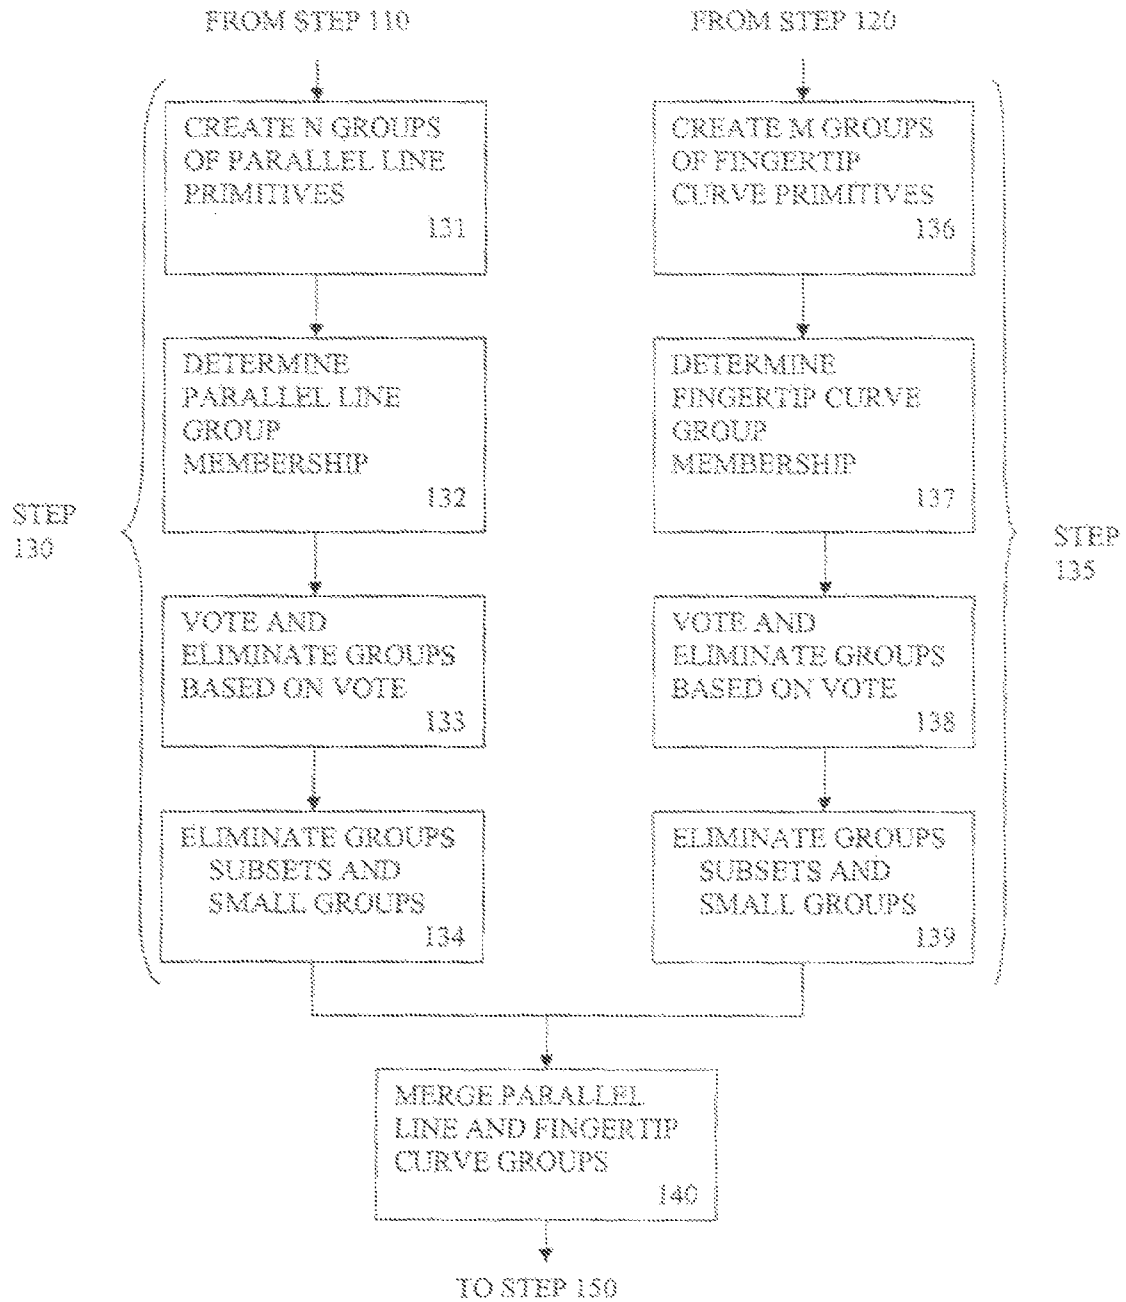 FROM STEP 110
CREATE N GROUPS
OF PARALLEL LINE
PRIMITIVES
131
DETERMINE
PARALLEL LINE
GROUP
MEMBERSHIP
132
STEP
130
VOTE AND
ELIMINATE GROUPS
BASED ON VOTE
133
ELIMINATE GROUPS
SUBSETS AND
SMALL GROUPS
134
FROM STEP 120
CREATE M GROUPS
OF FINGERTIP
CURVE PRIMITIVES
136
DETERMINE
FINGERTIP CURVE
GROUP
MEMBERSHIP
137
STEP
135
VOTE AND
ELIMINATE GROUPS
BASED ON VOTE
138
ELIMINATE GROUPS
SUBSETS AND
SMALL GROUPS
139
MERGE PARALLEL
LINE AND FINGERTIP
CURVE GROUPS
140
TO STEP 150